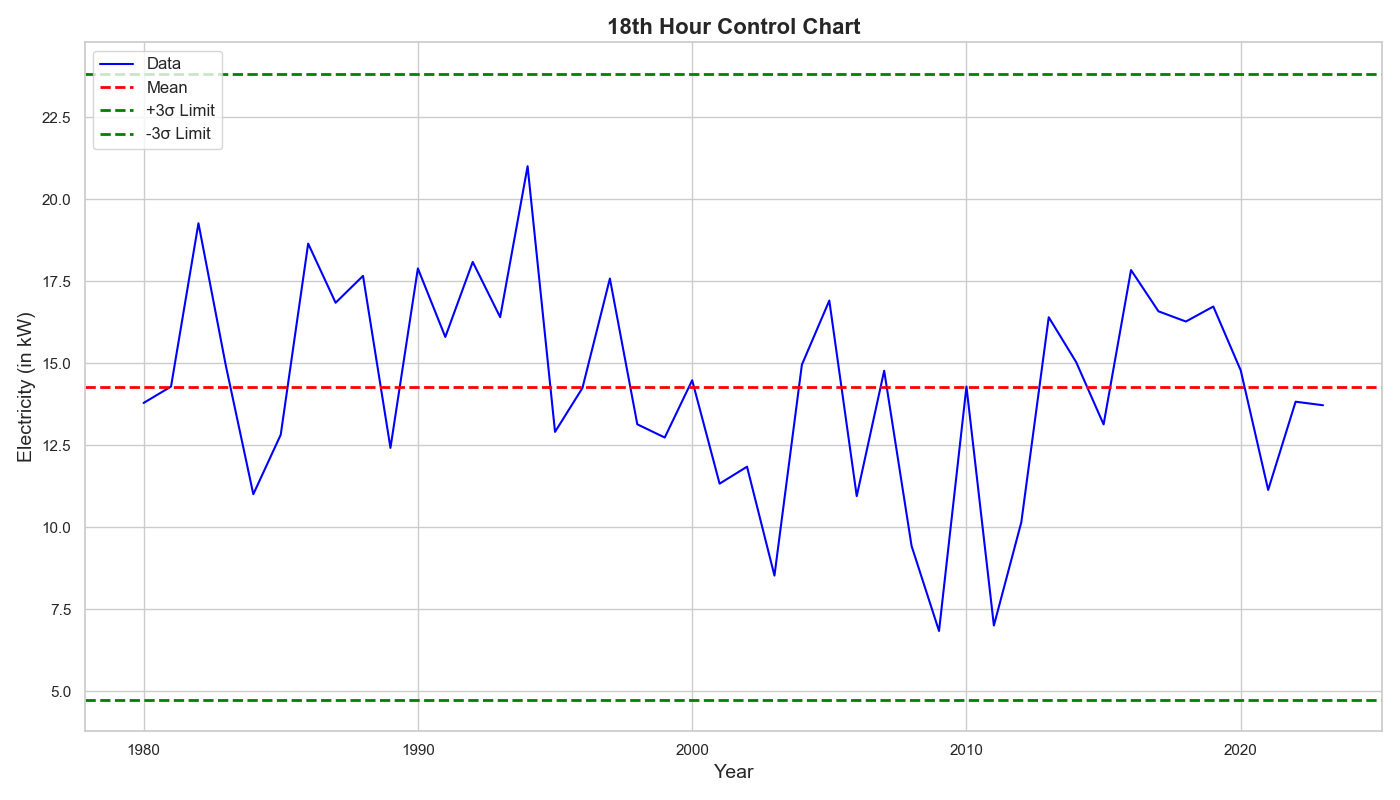 18th Hour Control Chart
Data
Mean
+3σ Limit
-3σ Limit
22.5
20.0
17.5
15.0
12.5
10.0
7.5
5.0
Electricity (in kW)
1980
1990
2000
2010
2020
Year